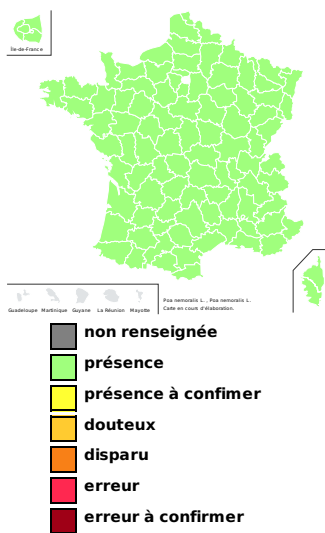 Île-de-France
Guadeloupe Martinique Guyane La Réunion Mayotte
Poa nemoralis L. , Poa nemoralis L.
Carte en cours d'élaboration.
non renseignée
présence
présence à confimer
douteux
disparu
erreur
erreur à confirmer